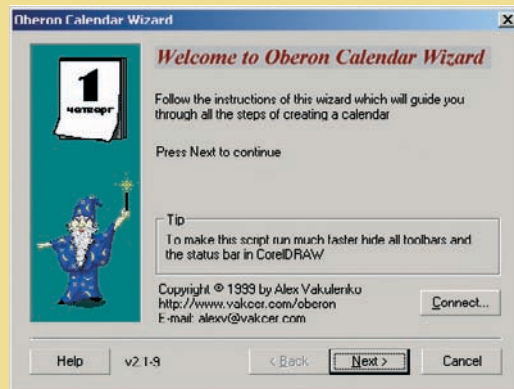 Oberon Calendar Wizard
1
четверг
Welcome to Oberon Calendar Wizard
Follow the instructions of this wizard which will guide you
through all the steps of creating a calendar
Press Next to continue
Tip
To make this script run much faster hide all toolbars and
the status bar in CorelDRAW
Copyright © 1999 by Alex Vakulenko
http://www.vakcer.com/oberon
E-mail: alexv@vakcer.com
Connect...
Help v2.1-9 < Back Next > Cancel